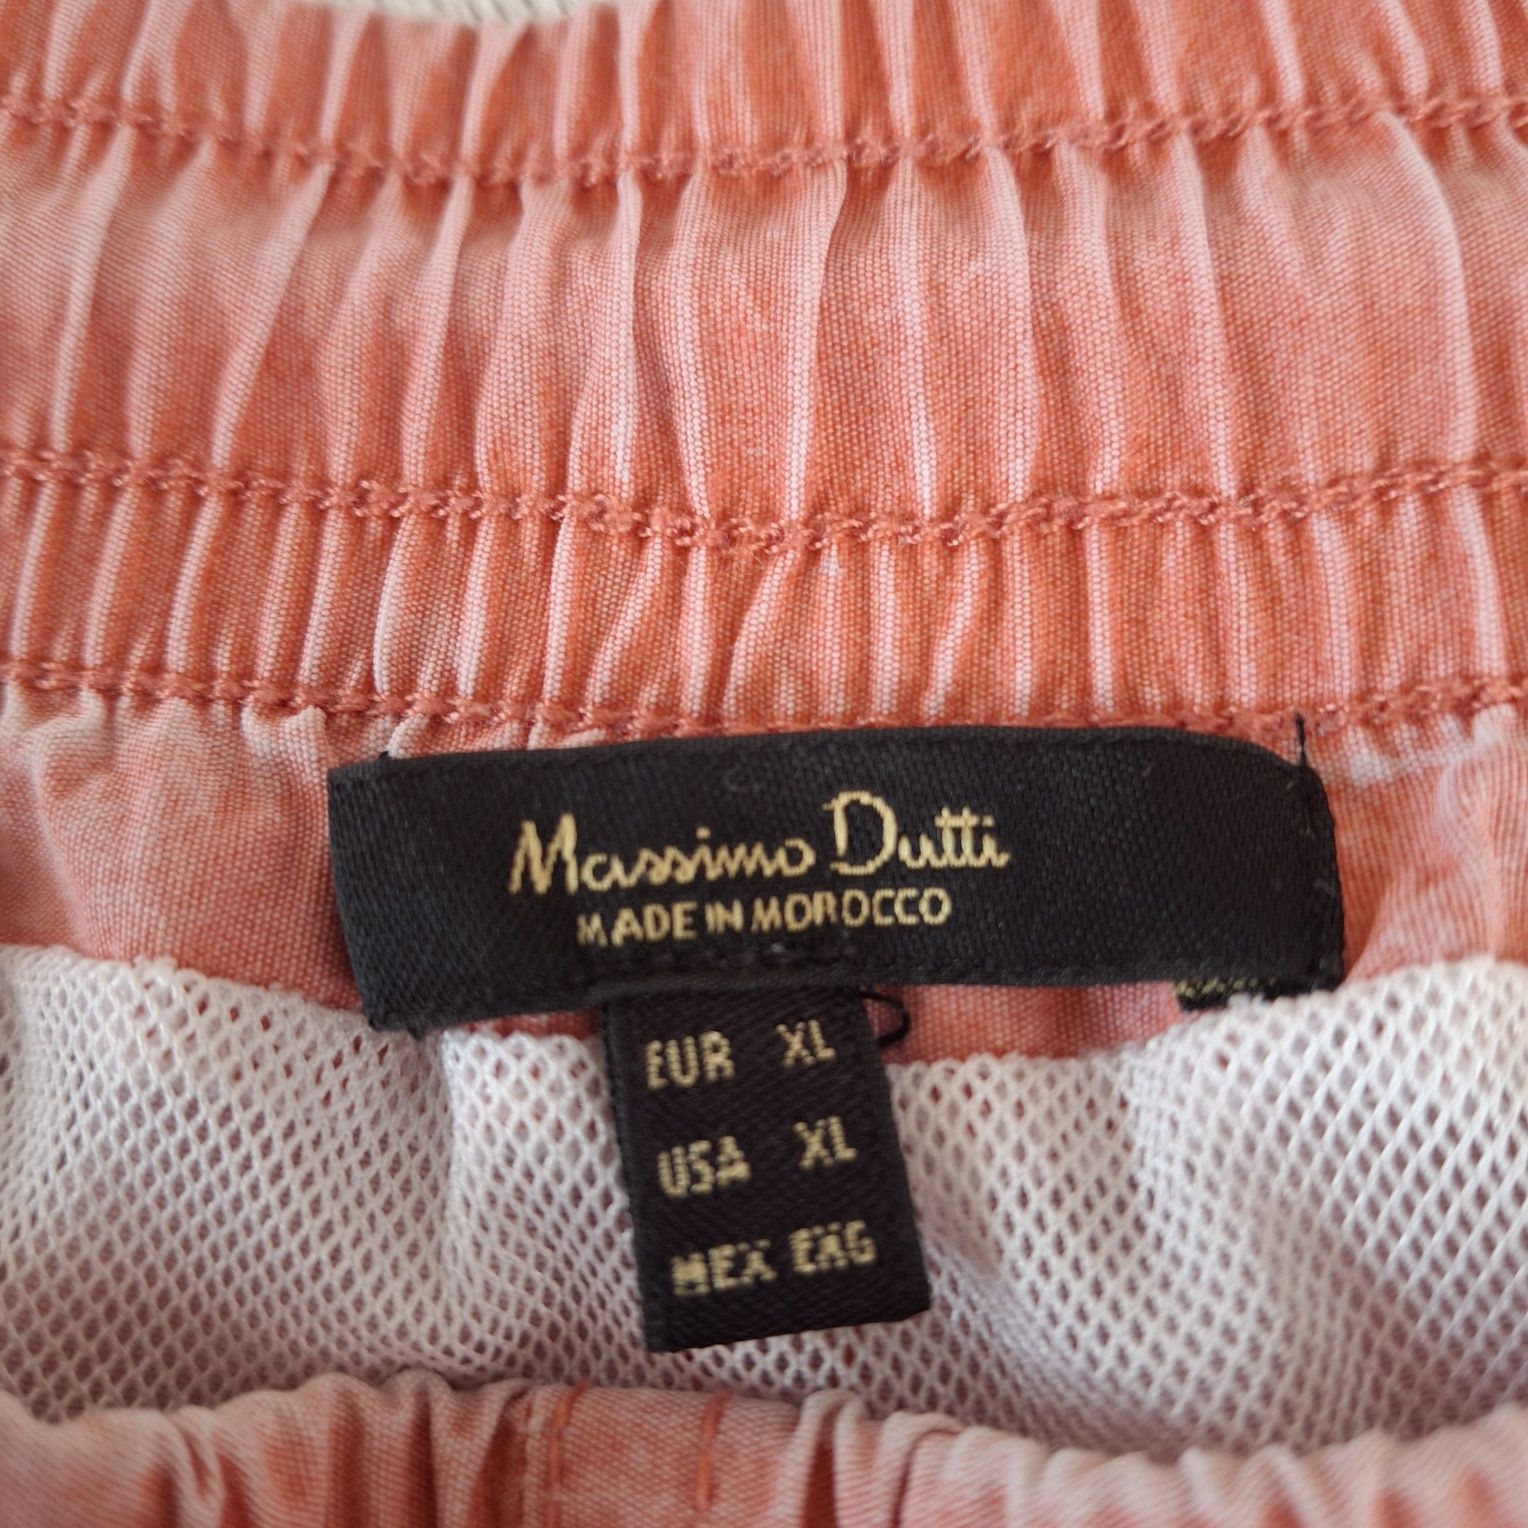 Massimo Dutti
MADE IN MOROCCO
EUR XL
USA XL
MEX EXG